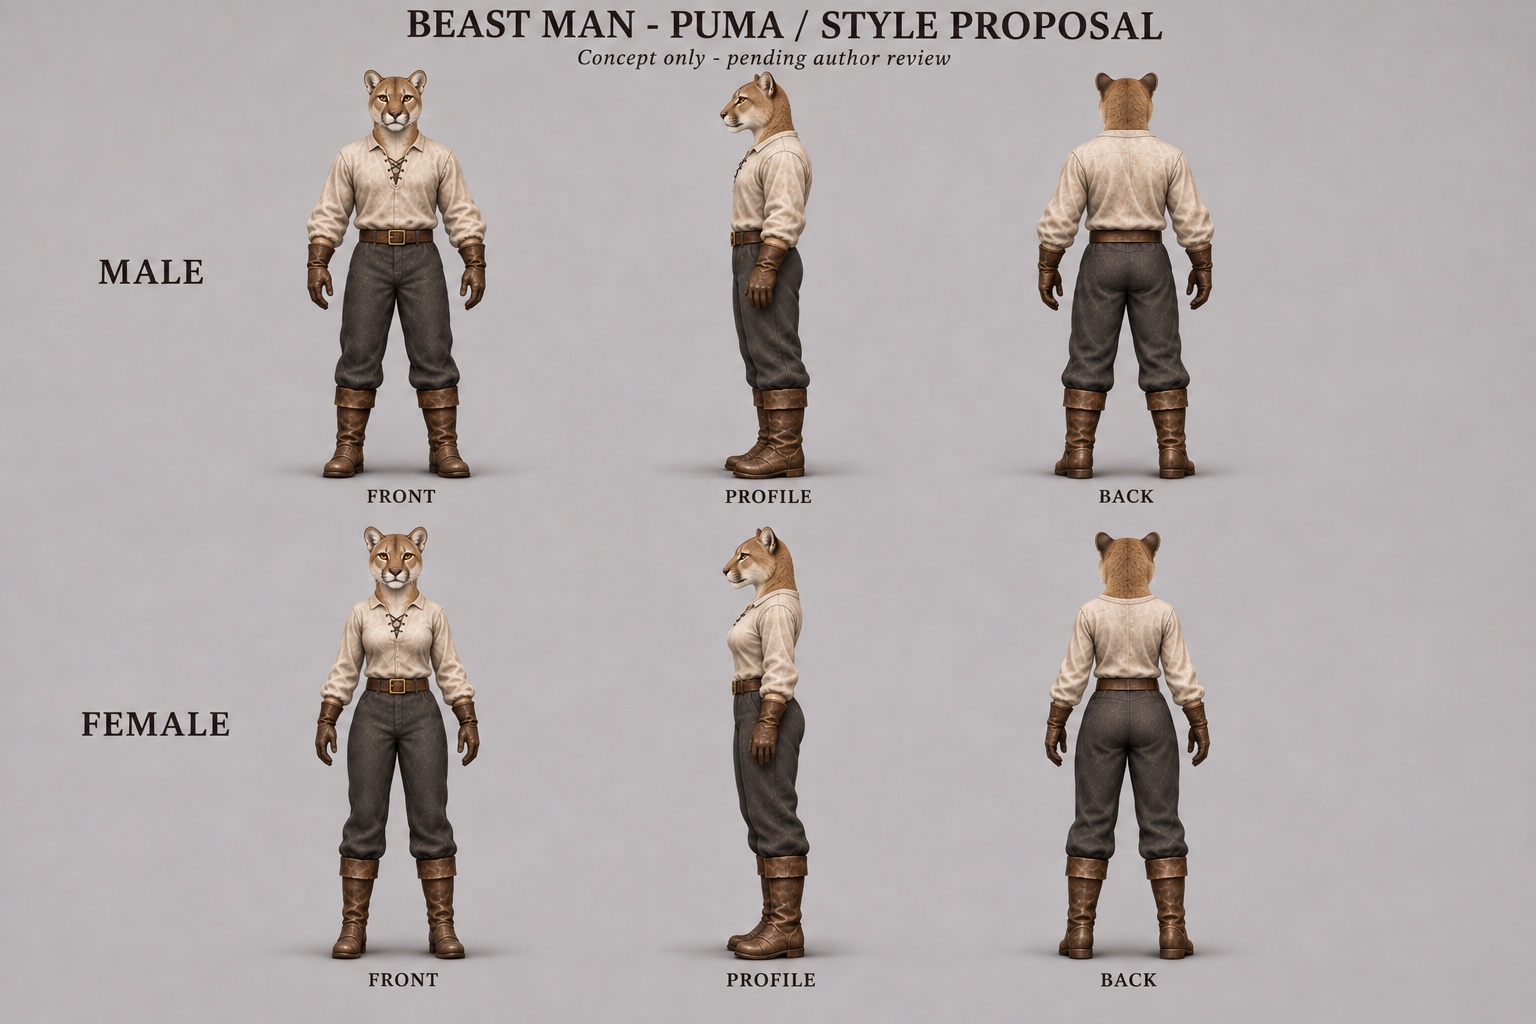 BEAST MAN - PUMA / STYLE PROPOSAL
Concept only - pending author review
MALE
FRONT
PROFILE
BACK
FEMALE
FRONT
PROFILE
BACK